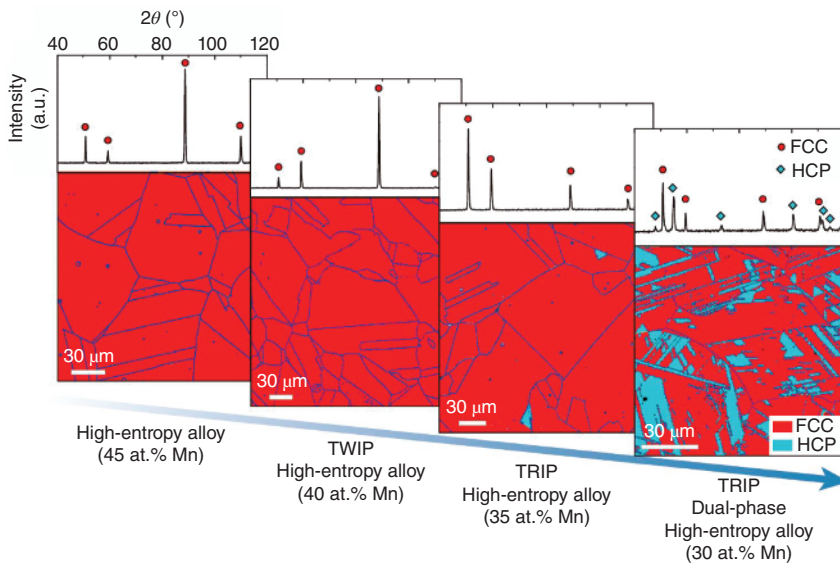 2θ (°)
40 60 80 100 120
Intensity
(a.u.)
FCC
HCP
30 μm
30 μm
30 μm
30 μm
FCC
HCP
High-entropy alloy
(45 at.% Mn)
TWIP
High-entropy alloy
(40 at.% Mn)
TRIP
High-entropy alloy
(35 at.% Mn)
TRIP
Dual-phase
High-entropy alloy
(30 at.% Mn)